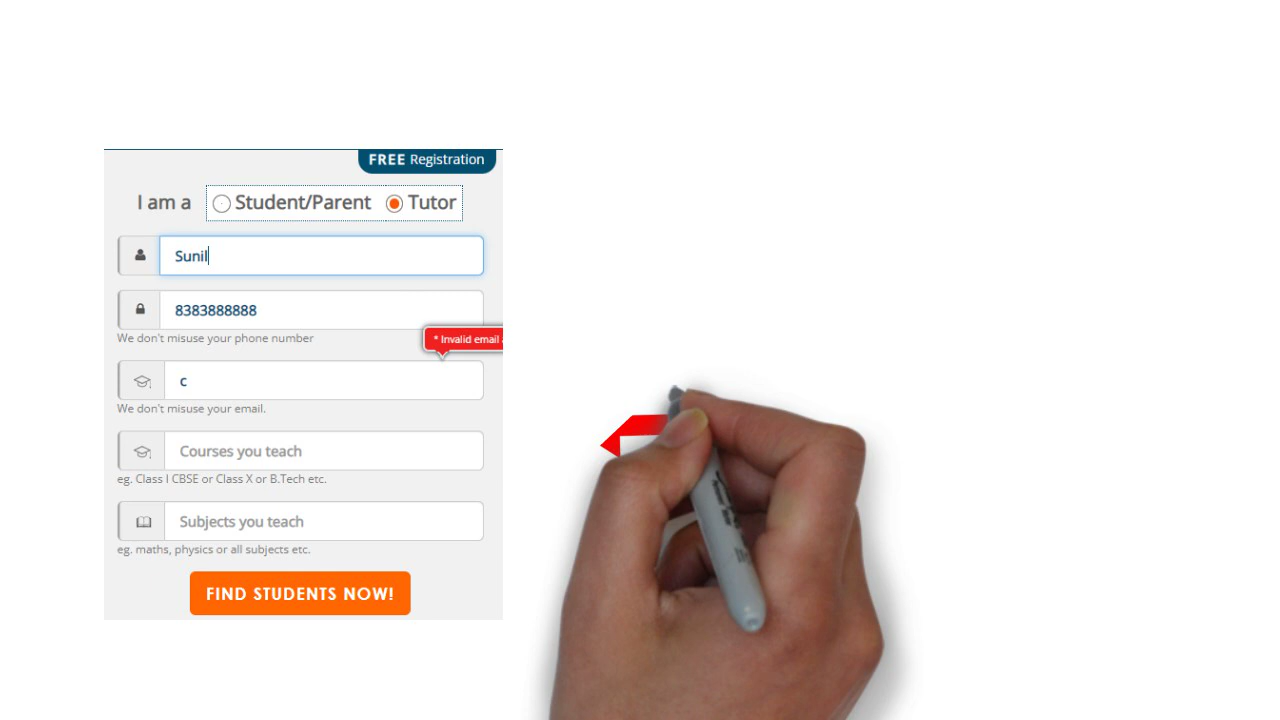 FREE Registration
I am a Student/Parent Tutor
Sunil
8383888888
We don't misuse your phone number
* Invalid email
c
We don't misuse your email.
Courses you teach
eg. Class I CBSE or Class X or B.Tech etc.
Subjects you teach
eg. maths, physics or all subjects etc.
FIND STUDENTS NOW!